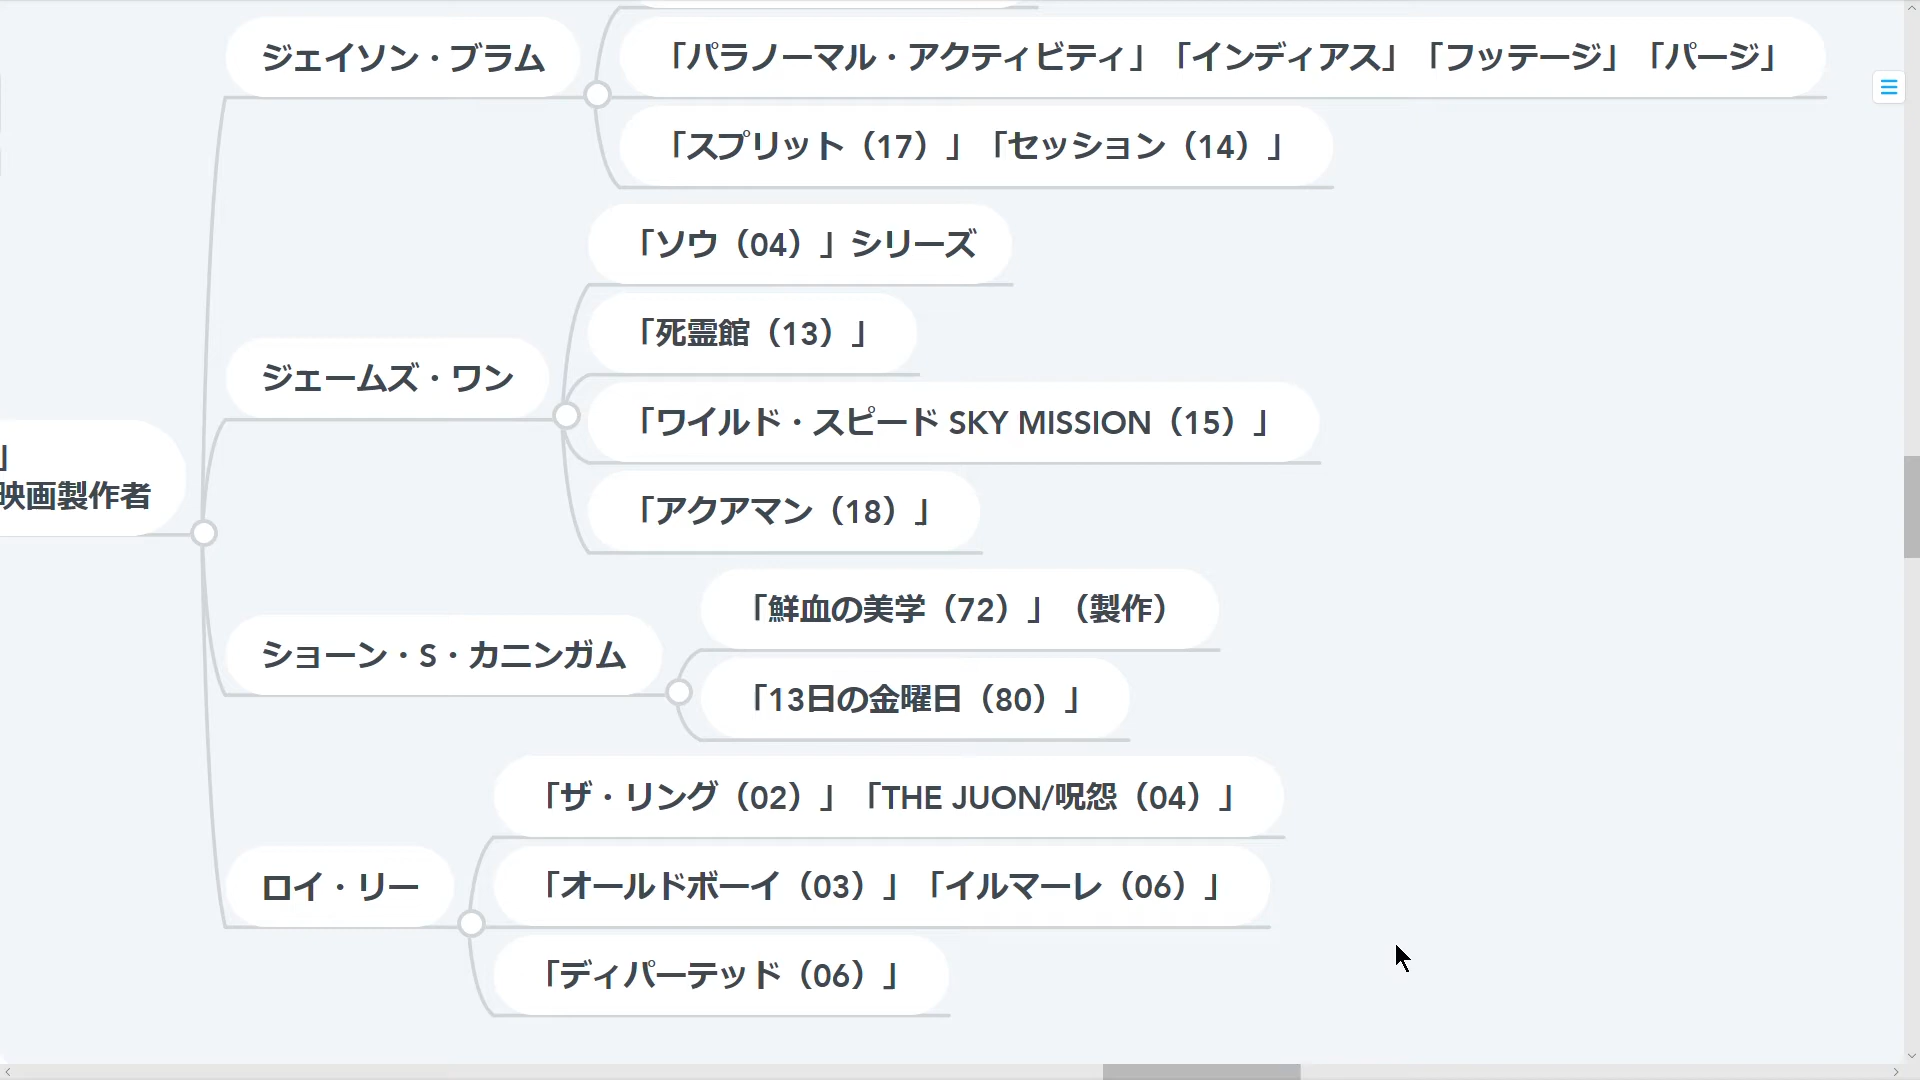 ジェイソン・ブラム
「パラノーマル・アクティビティ」「インディアス」「フッテージ」「パージ」
「スプリット（17）」「セッション（14）」
ジェームズ・ワン
「ソウ（04）」シリーズ
「死霊館（13）」
「ワイルド・スピード SKY MISSION（15）」
「アクアマン（18）」
」
映画製作者
ショーン・S・カニンガム
「鮮血の美学（72）」（製作）
「13日の金曜日（80）」
ロイ・リー
「ザ・リング（02）」「THE JUON/呪怨（04）」
「オールドボーイ（03）」「イルマーレ（06）」
「ディパーテッド（06）」